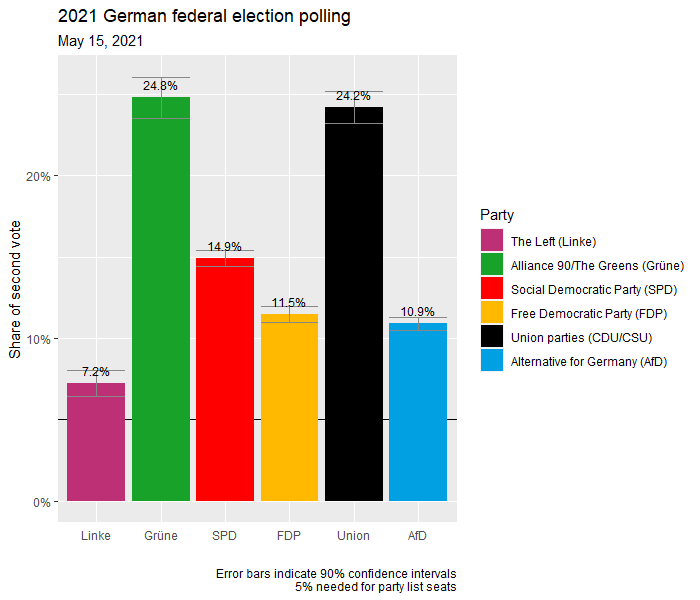 2021 German federal election polling
May 15, 2021
Share of second vote
20%
10%
0%
7.2%
24.8%
14.9%
11.5%
24.2%
10.9%
Linke
Grüne
SPD
FDP
Union
AfD
Party
The Left (Linke)
Alliance 90/The Greens (Grüne)
Social Democratic Party (SPD)
Free Democratic Party (FDP)
Union parties (CDU/CSU)
Alternative for Germany (AfD)
Error bars indicate 90% confidence intervals
5% needed for party list seats